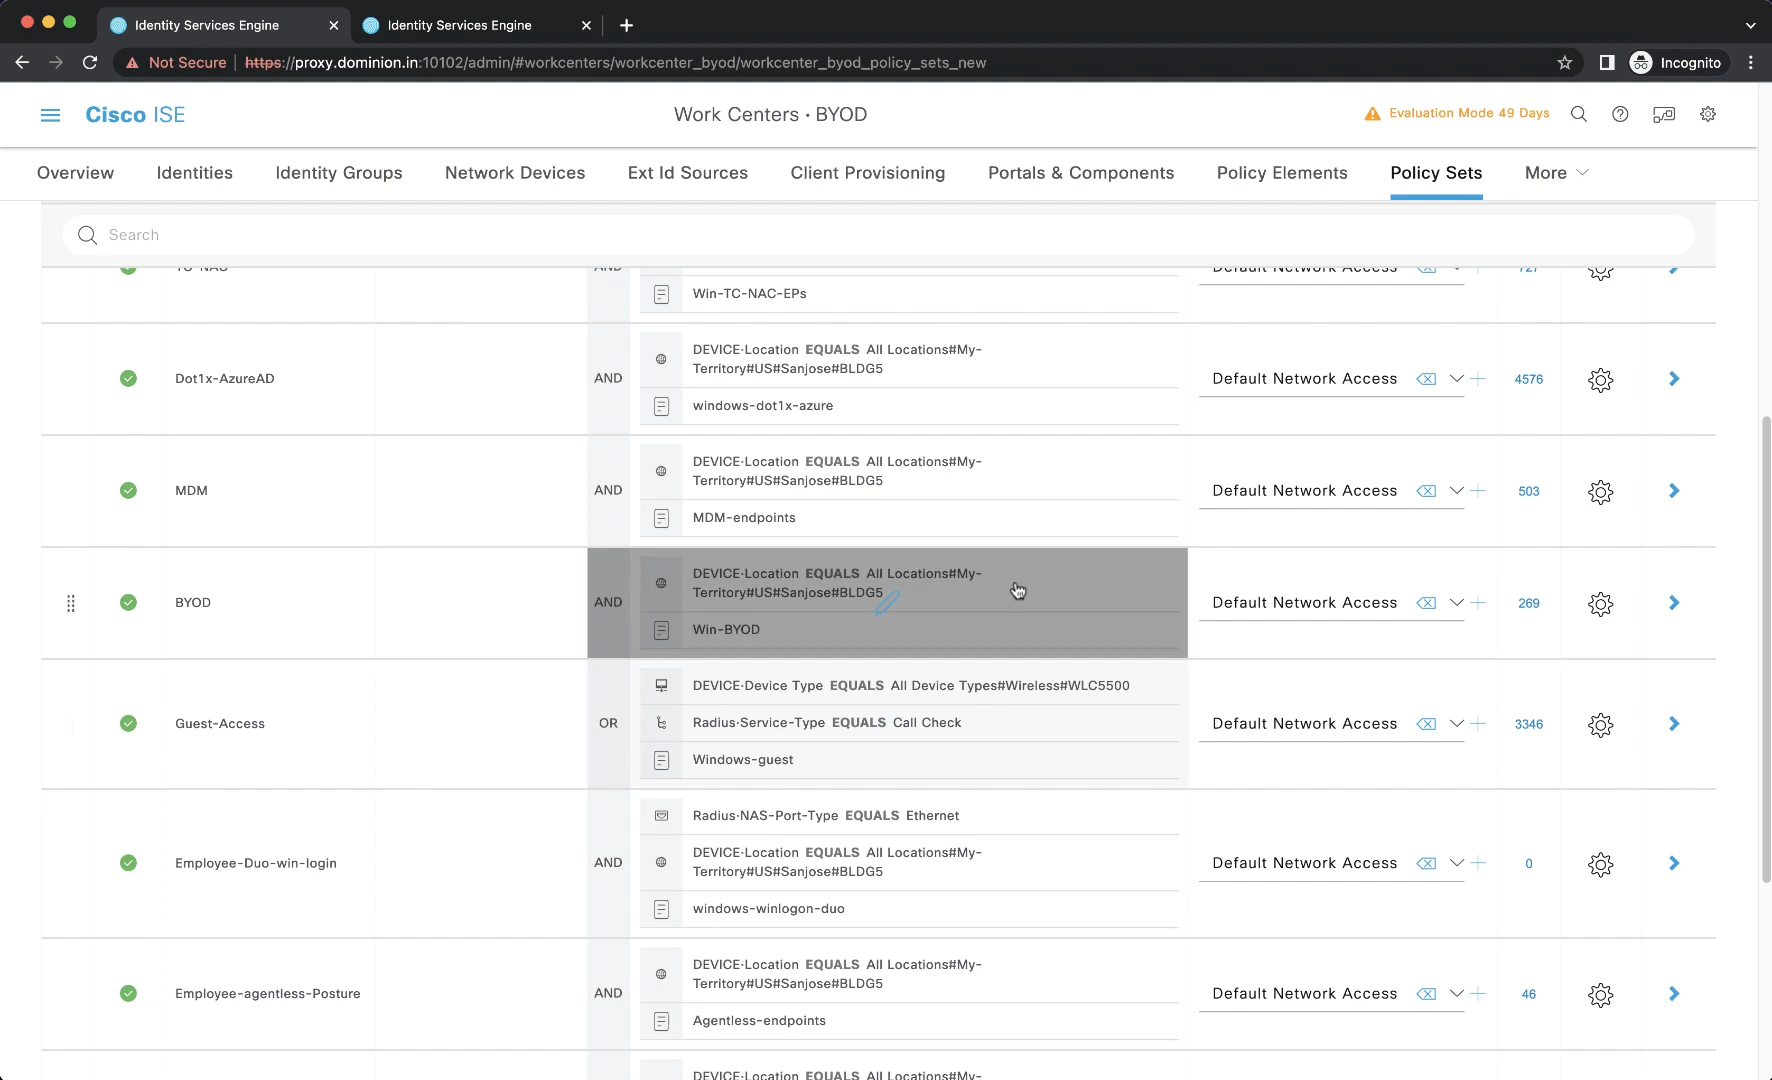 Identity Services Engine
Identity Services Engine
Not Secure
https://proxy.dominion.in:10102/admin/#workcenters/workcenter_byod/workcenter_byod_policy_sets_new
Incognito
Cisco ISE
Work Centers · BYOD
Evaluation Mode 49 Days
Overview
Identities
Identity Groups
Network Devices
Ext Id Sources
Client Provisioning
Portals & Components
Policy Elements
Policy Sets
More
Search
TC-NAS
AND
Win-TC-NAC-EPs
Default Network Access
727
Dot1x-AzureAD
AND
DEVICE·Location EQUALS All Locations#My-
Territory#US#Sanjose#BLDG5
windows-dot1x-azure
Default Network Access
4576
MDM
AND
DEVICE·Location EQUALS All Locations#My-
Territory#US#Sanjose#BLDG5
MDM-endpoints
Default Network Access
503
BYOD
AND
DEVICE·Location EQUALS All Locations#My-
Territory#US#Sanjose#BLDG5
Win-BYOD
Default Network Access
269
Guest-Access
OR
DEVICE·Device Type EQUALS All Device Types#Wireless#WLC5500
Radius·Service-Type EQUALS Call Check
Windows-guest
Default Network Access
3346
Employee-Duo-win-login
AND
Radius·NAS-Port-Type EQUALS Ethernet
DEVICE·Location EQUALS All Locations#My-
Territory#US#Sanjose#BLDG5
windows-winlogon-duo
Default Network Access
0
Employee-agentless-Posture
AND
DEVICE·Location EQUALS All Locations#My-
Territory#US#Sanjose#BLDG5
Agentless-endpoints
Default Network Access
46
DEVICE·Location EQUALS All Locations#My-